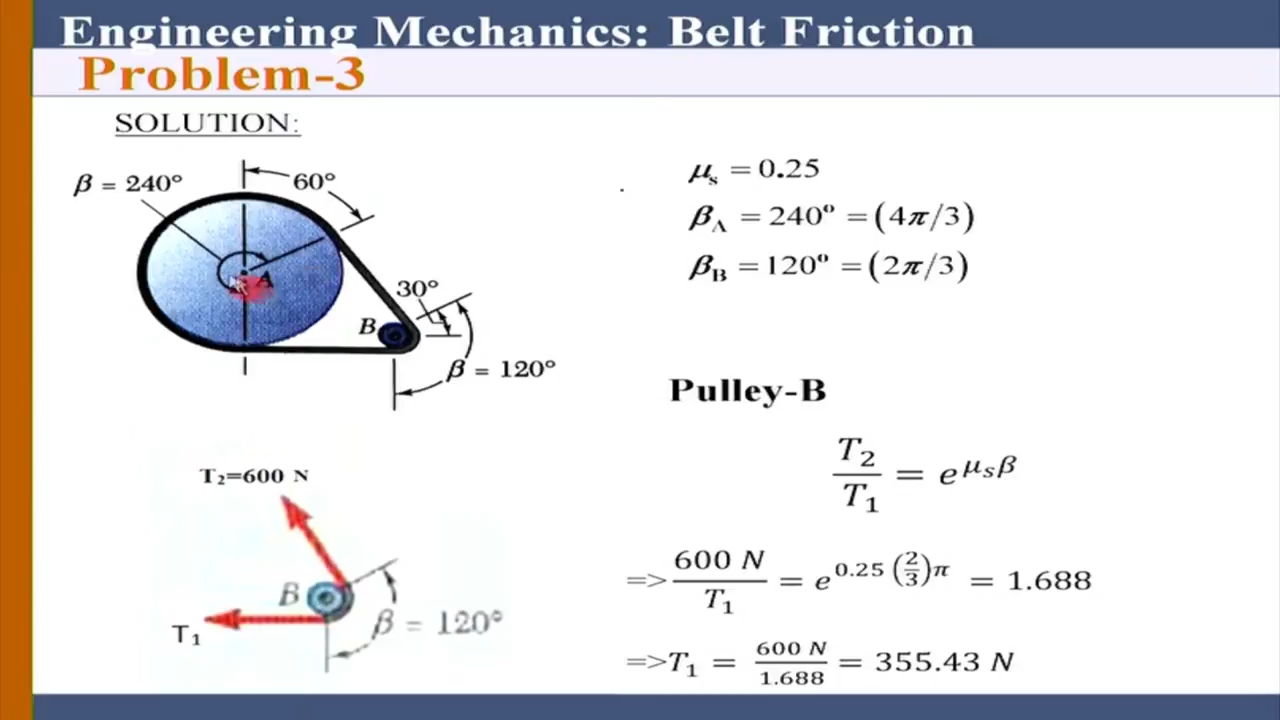 Engineering Mechanics: Belt Friction
Problem-3
SOLUTION:
β = 240°
60°
A
30°
B
β = 120°
μs = 0.25
βA = 240° = (4π/3)
βB = 120° = (2π/3)
Pulley-B
T2/T1 = e^μsβ
=> 600 N/T1 = e^0.25 (2/3)π = 1.688
=> T1 = 600 N/1.688 = 355.43 N
T2=600 N
B
T1
β = 120°